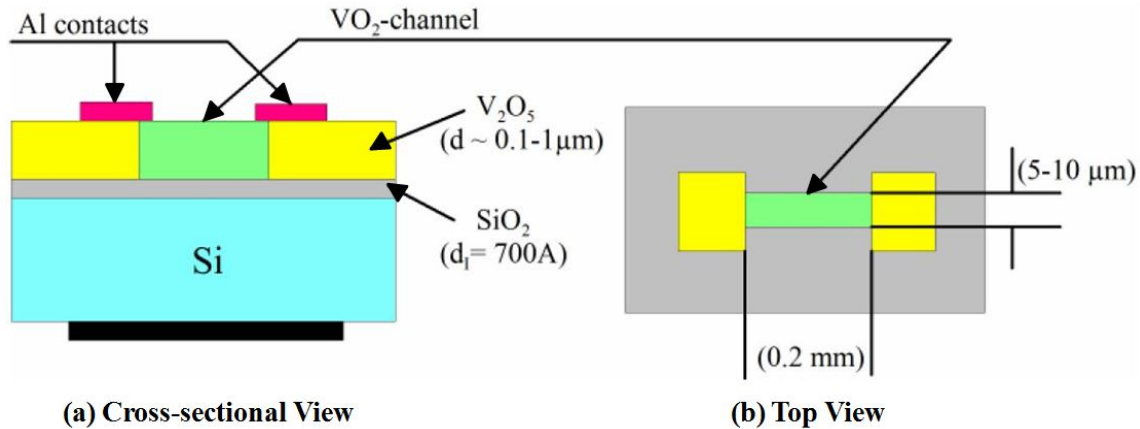 Al contacts
VO₂-channel
V₂O₅
(d ~ 0.1-1μm)
SiO₂
(dᵢ= 700A)
Si
(5-10 μm)
(0.2 mm)
(a) Cross-sectional View
(b) Top View